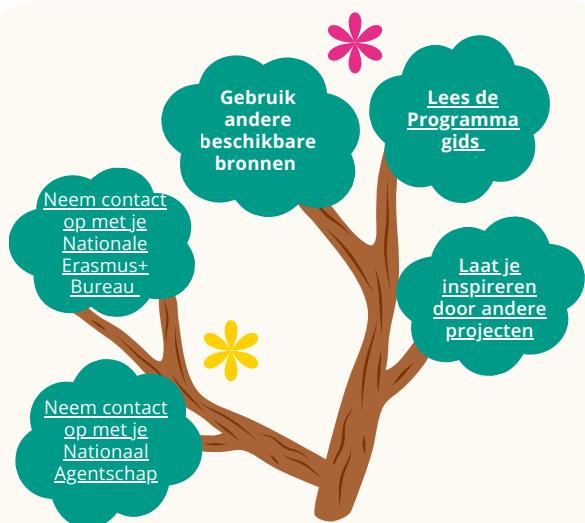 Gebruik
andere
beschikbare
bronnen
Lees de
Programma
gids
Neem contact
op met je
Nationale
Erasmus+
Bureau
Laat je
inspireren
door andere
projecten
Neem contact
op met je
Nationaal
Agentschap